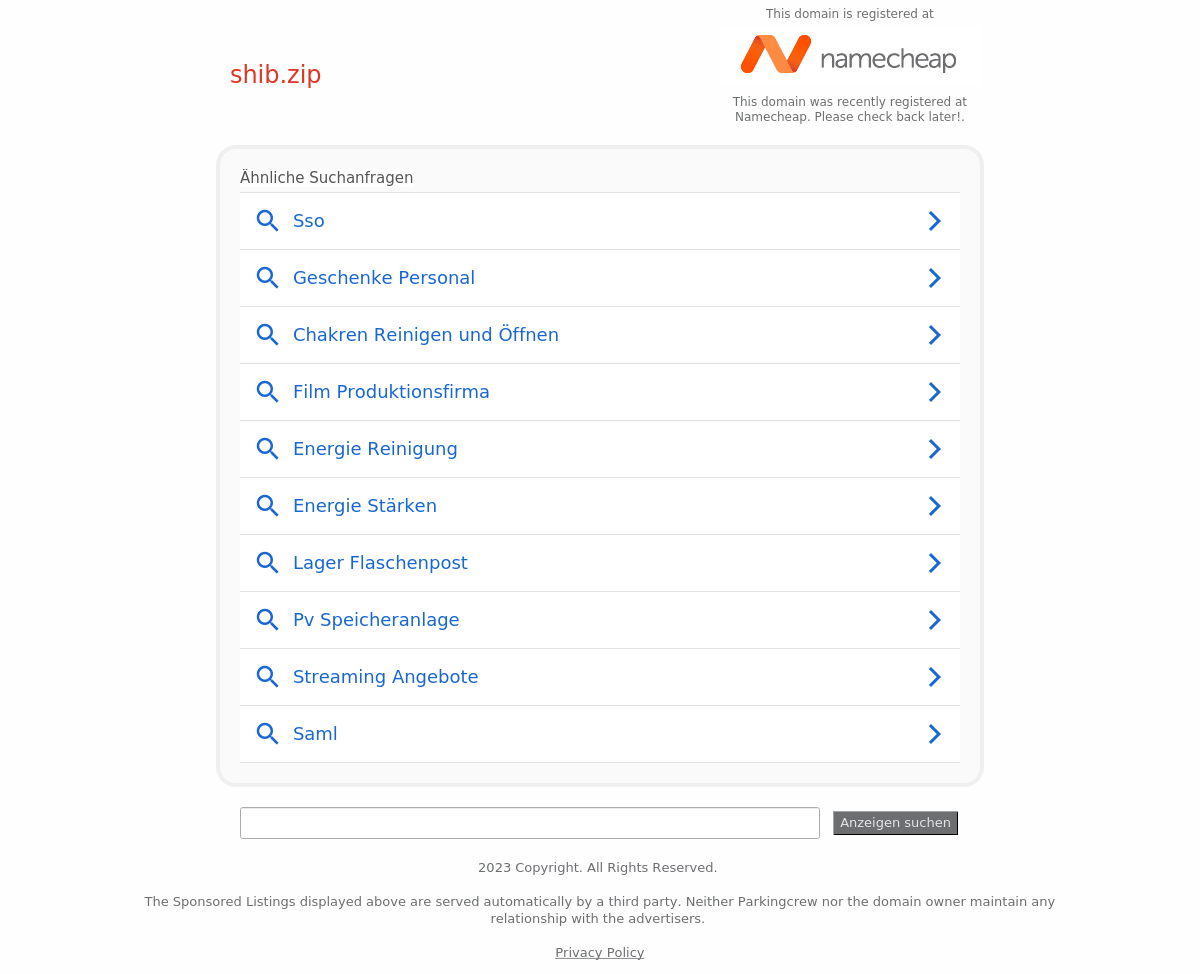 This domain is registered at
namecheap
shib.zip
This domain was recently registered at
Namecheap. Please check back later!.
Ähnliche Suchanfragen
Sso
Geschenke Personal
Chakren Reinigen und Öffnen
Film Produktionsfirma
Energie Reinigung
Energie Stärken
Lager Flaschenpost
Pv Speicheranlage
Streaming Angebote
Saml
Anzeigen suchen
2023 Copyright. All Rights Reserved.
The Sponsored Listings displayed above are served automatically by a third party. Neither Parkingcrew nor the domain owner maintain any
relationship with the advertisers.
Privacy Policy